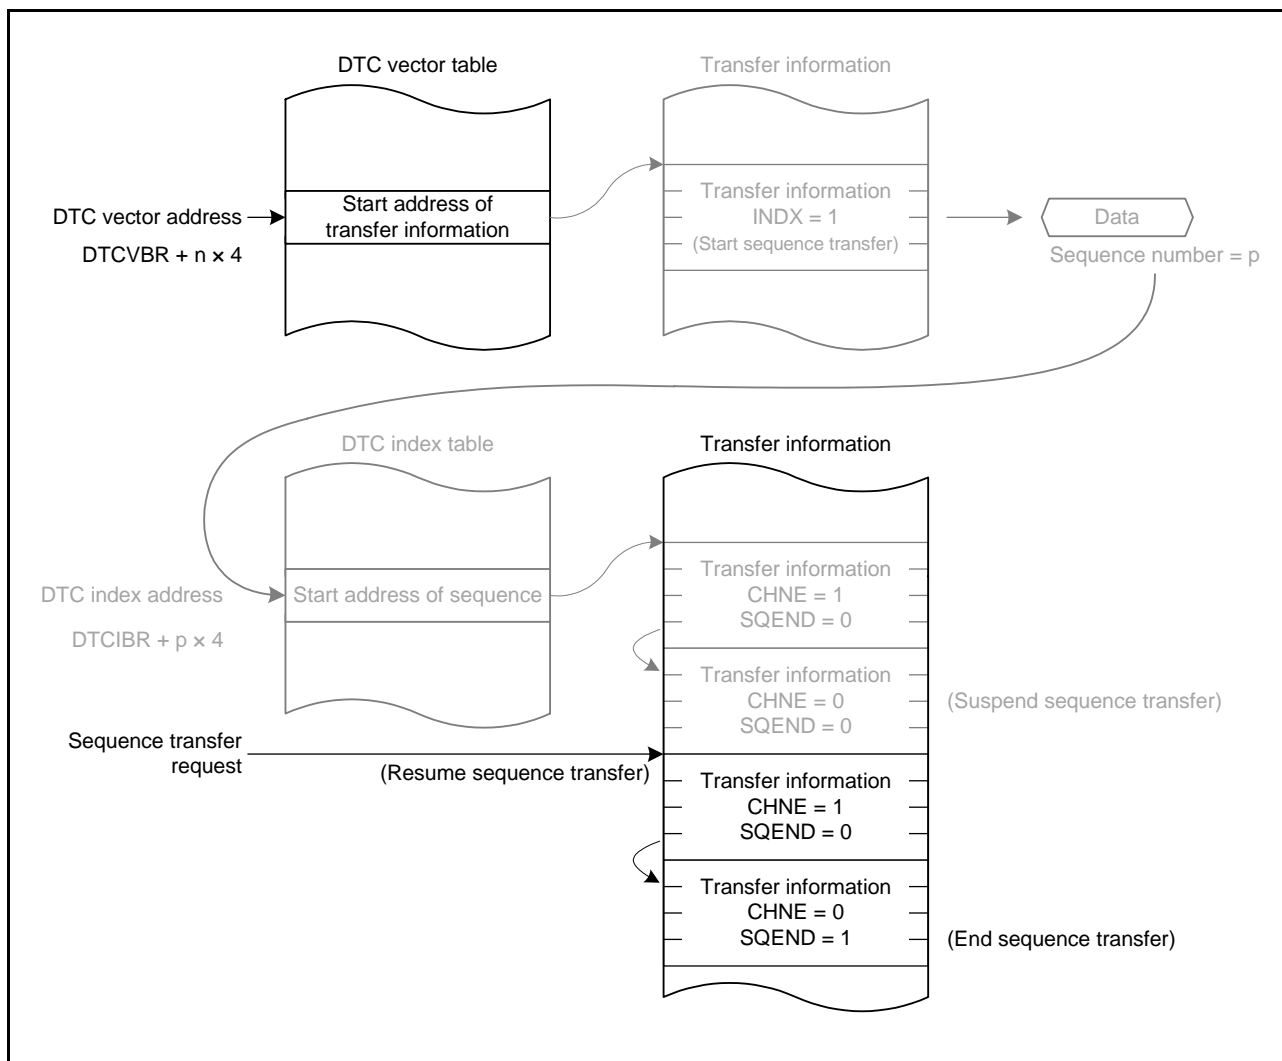 DTC vector table
Transfer information
DTC vector address
DTCVBR + n × 4
Start address of
transfer information
Transfer information
INDX = 1
(Start sequence transfer)
Data
Sequence number = p
DTC index table
Transfer information
DTC index address
DTCIBR + p × 4
Start address of sequence
Transfer information
CHNE = 1
SQEND = 0
Transfer information
CHNE = 0
SQEND = 0
(Suspend sequence transfer)
Sequence transfer
request
(Resume sequence transfer)
Transfer information
CHNE = 1
SQEND = 0
Transfer information
CHNE = 0
SQEND = 1
(End sequence transfer)